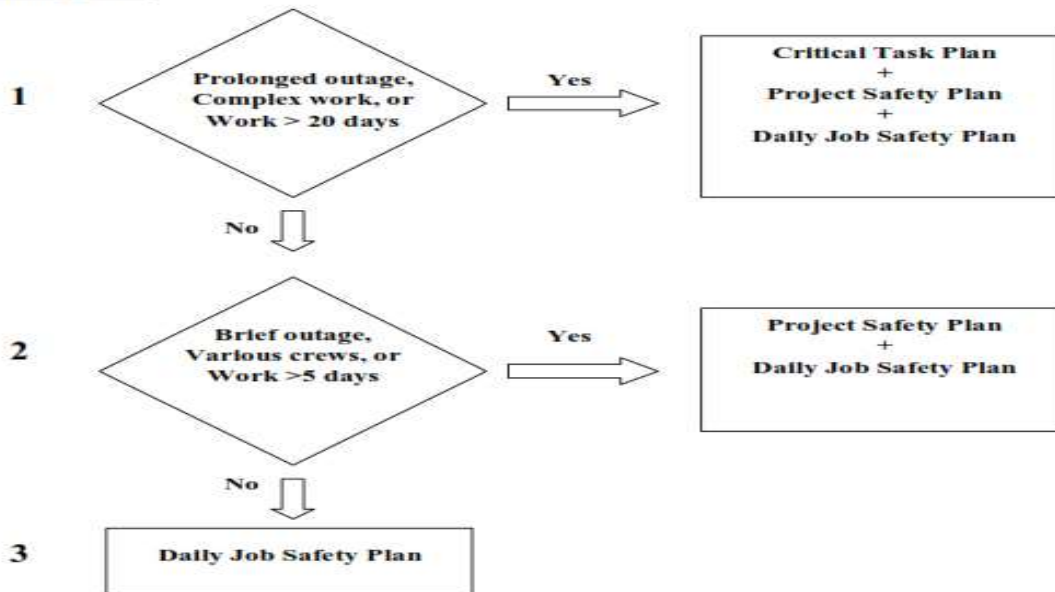 1
Prolonged outage,
Complex work, or
Work > 20 days
Yes
Critical Task Plan
+
Project Safety Plan
+
Daily Job Safety Plan
No
2
Brief outage,
Various crews, or
Work >5 days
Yes
Project Safety Plan
+
Daily Job Safety Plan
No
3
Daily Job Safety Plan